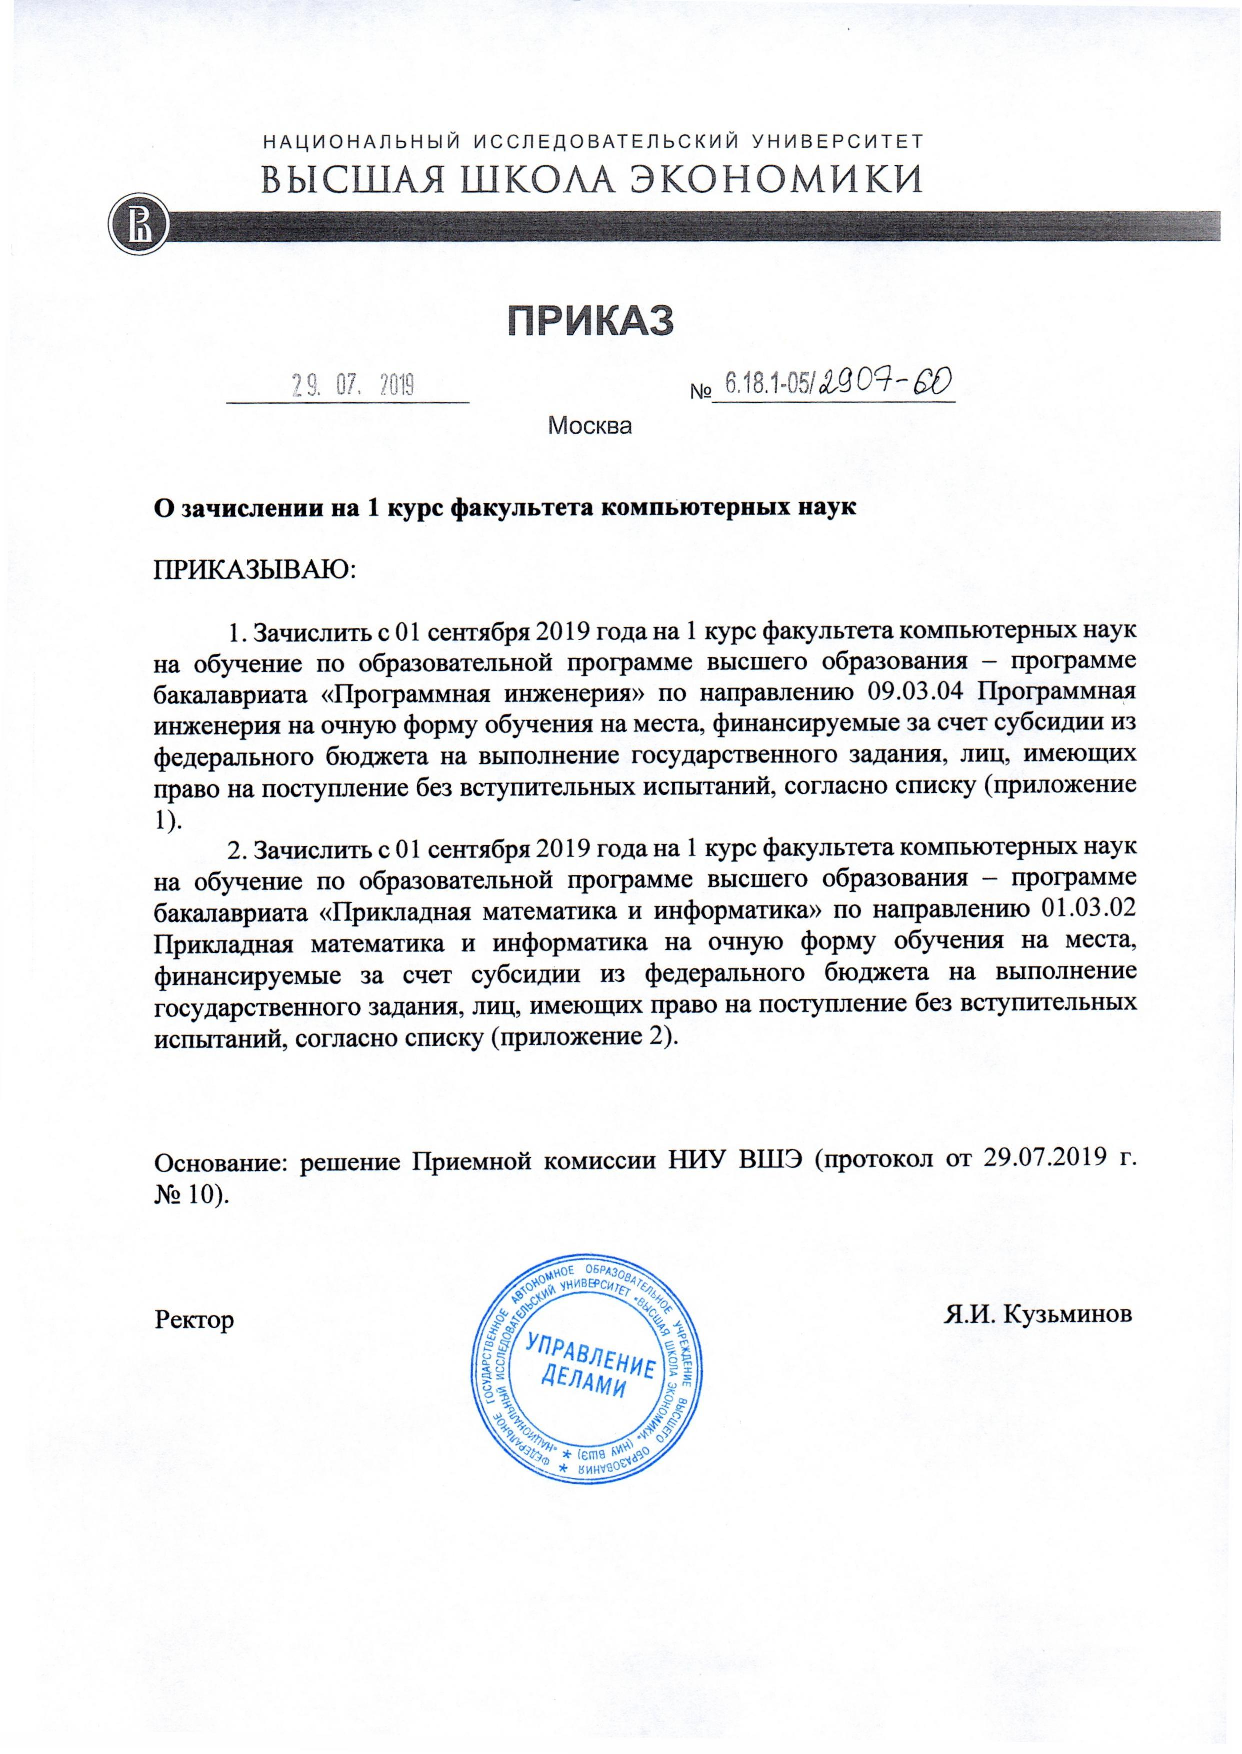 НАЦИОНАЛЬНЫЙ ИССЛЕДОВАТЕЛЬСКИЙ УНИВЕРСИТЕТ
ВЫСШАЯ ШКОЛА ЭКОНОМИКИ
ПРИКАЗ
29. 07. 2019
№ 6.18.1-05/2907-60
Москва
О зачислении на 1 курс факультета компьютерных наук
ПРИКАЗЫВАЮ:
1. Зачислить с 01 сентября 2019 года на 1 курс факультета компьютерных наук
на обучение по образовательной программе высшего образования – программе
бакалавриата «Программная инженерия» по направлению 09.03.04 Программная
инженерия на очную форму обучения на места, финансируемые за счет субсидии из
федерального бюджета на выполнение государственного задания, лиц, имеющих
право на поступление без вступительных испытаний, согласно списку (приложение
1).
2. Зачислить с 01 сентября 2019 года на 1 курс факультета компьютерных наук
на обучение по образовательной программе высшего образования – программе
бакалавриата «Прикладная математика и информатика» по направлению 01.03.02
Прикладная математика и информатика на очную форму обучения на места,
финансируемые за счет субсидии из федерального бюджета на выполнение
государственного задания, лиц, имеющих право на поступление без вступительных
испытаний, согласно списку (приложение 2).
Основание: решение Приемной комиссии НИУ ВШЭ (протокол от 29.07.2019 г.
№ 10).
Ректор
Я.И. Кузьминов
ФЕДЕРАЛЬНОЕ ГОСУДАРСТВЕННОЕ АВТОНОМНОЕ ОБРАЗОВАТЕЛЬНОЕ УЧРЕЖДЕНИЕ ВЫСШЕГО ОБРАЗОВАНИЯ *
«НАЦИОНАЛЬНЫЙ ИССЛЕДОВАТЕЛЬСКИЙ УНИВЕРСИТЕТ «ВЫСШАЯ ШКОЛА ЭКОНОМИКИ» (НИУ ВШЭ) *
УПРАВЛЕНИЕ
ДЕЛАМИ